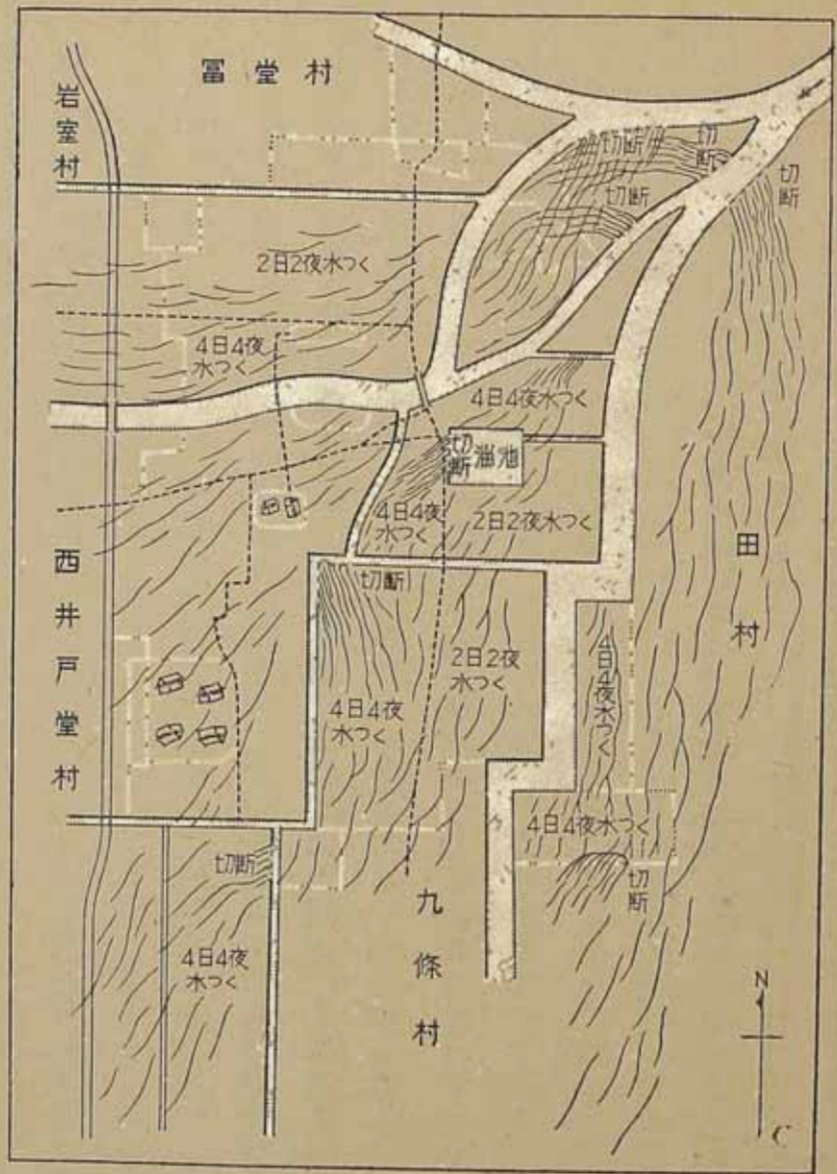 冨堂村
岩室村
切断
切断
切断
切断
2日2夜水つく
4日4夜
水つく
4日4夜水つく
切断
油池
4日4夜
水つく
2日2夜水つく
田村
西井戸堂村
切断
2日2夜
水つく
4日4夜水つく
4日4夜
水つく
4日4夜水つく
切断
切断
九條村
4日4夜
水つく
N
C